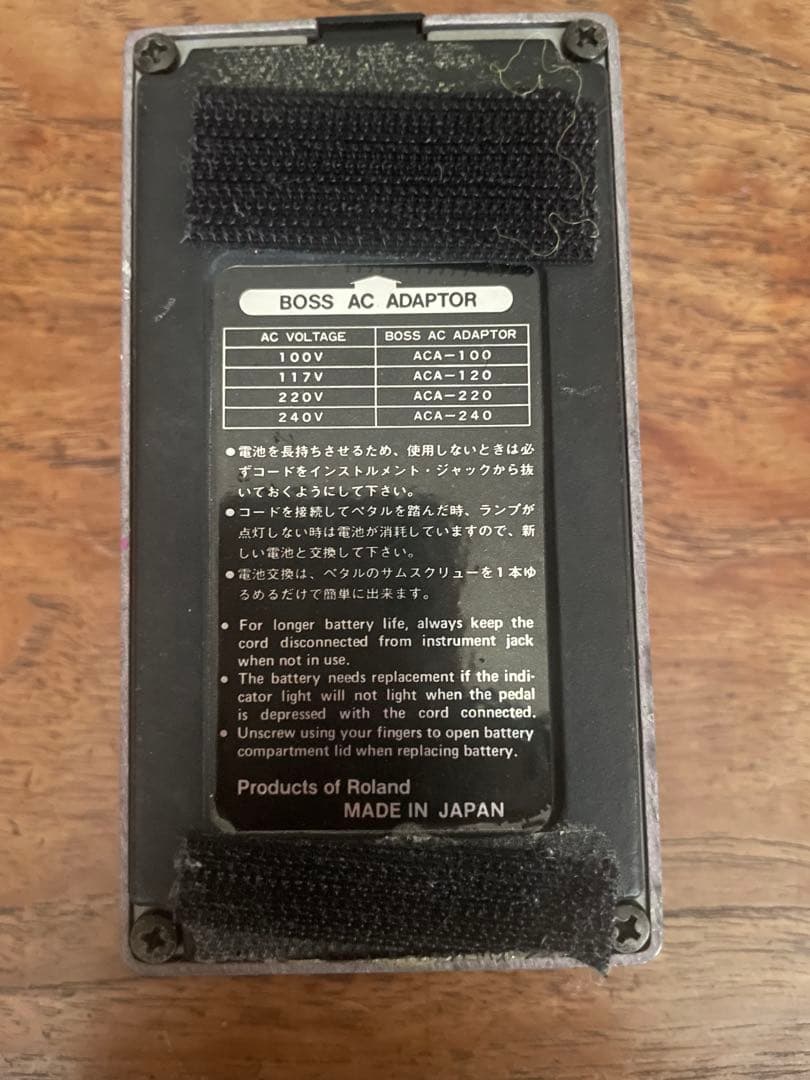 BOSS AC ADAPTOR
AC VOLTAGE BOSS AC ADAPTOR
100V ACA-100
117V ACA-120
220V ACA-220
240V ACA-240
●電池を長持ちさせるため、使用しないときは必
ずコードをインストルメント・ジャックから抜
いておくようにして下さい。
●コードを接続してペタルを踏んだ時、ランプが
点灯しない時は電池が消耗していますので、新
しい電池と交換して下さい。
●電池交換は、ペタルのサムスクリューを1本ゆ
るめるだけで簡単に出来ます。
● For longer battery life, always keep the
cord disconnected from instrument jack
when not in use.
● The battery needs replacement if the indi-
cator light will not light when the pedal
is depressed with the cord connected.
● Unscrew using your fingers to open battery
compartment lid when replacing battery.
Products of Roland
MADE IN JAPAN